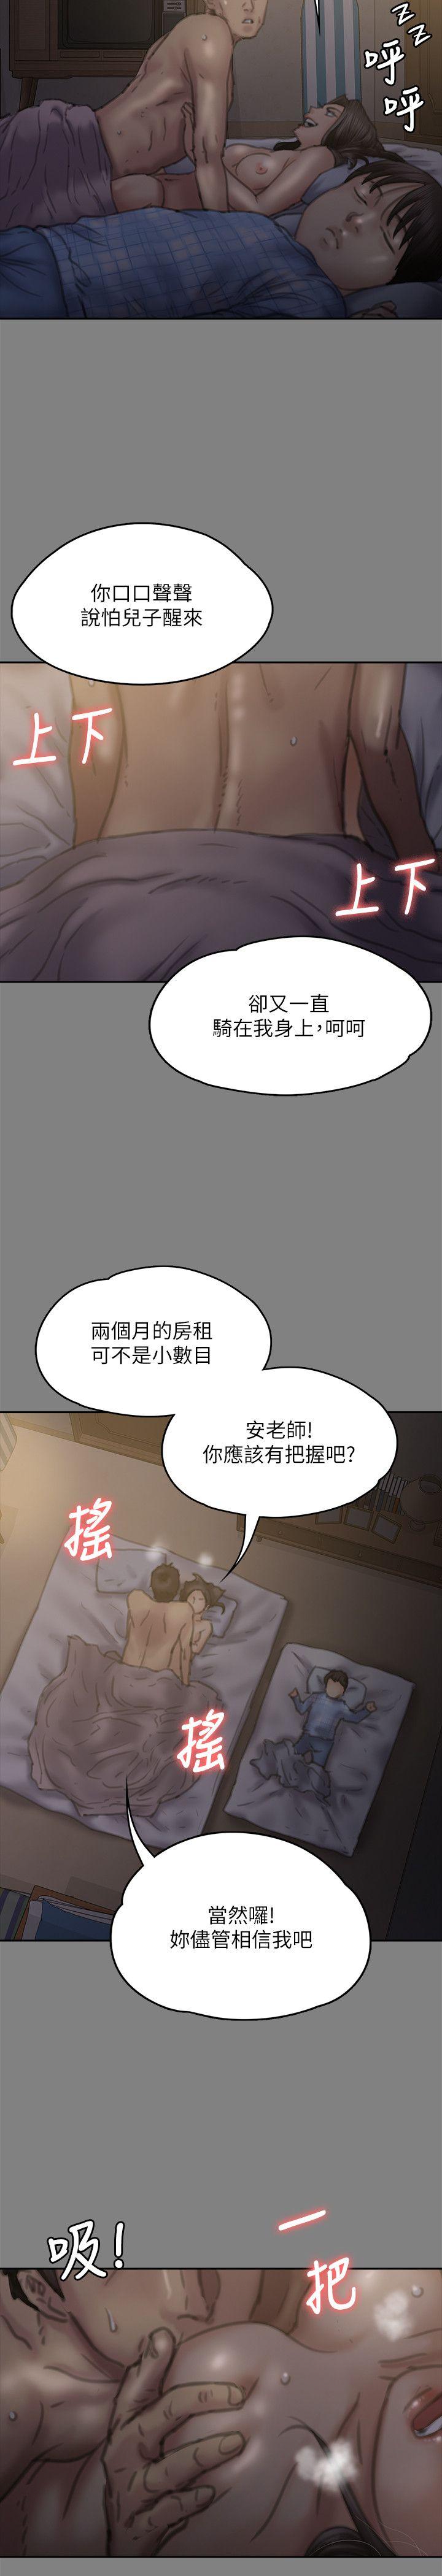 zZ
呼
呼
你口口聲聲
說怕兒子醒來
上下
上下
卻又一直
騎在我身上,呵呵
兩個月的房租
可不是小數目
安老師!
你應該有把握吧?
搖
搖
當然囉!
妳儘管相信我吧
吸!
一把